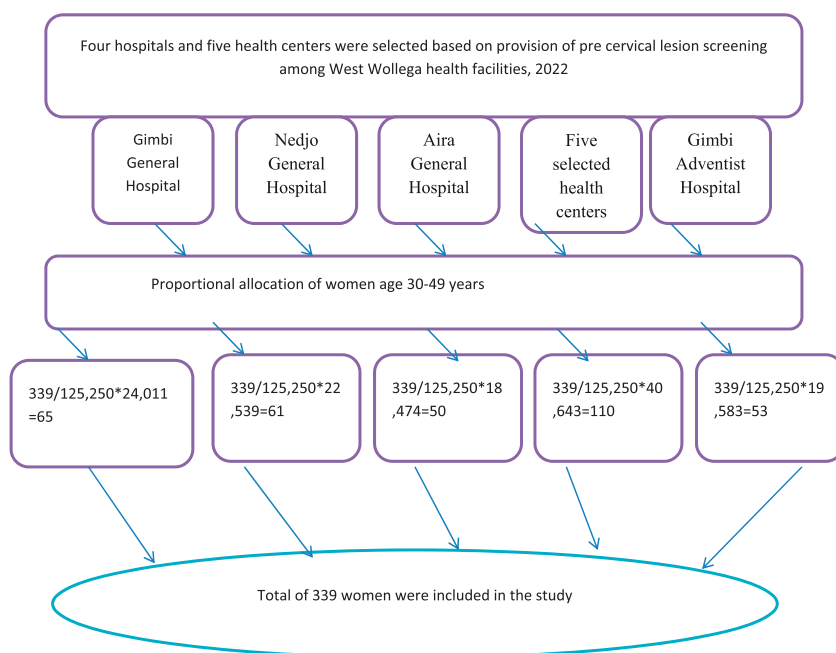 Four hospitals and five health centers were selected based on provision of pre cervical lesion screening
among West Wollega health facilities, 2022
Gimbi
General
Hospital
Nedjo
General
Hospital
Aira
General
Hospital
Five
selected
health
centers
Gimbi
Adventist
Hospital
Proportional allocation of women age 30-49 years
339/125,250*24,011
=65
339/125,250*22
,539=61
339/125,250*18
,474=50
339/125,250*40
,643=110
339/125,250*19
,583=53
Total of 339 women were included in the study